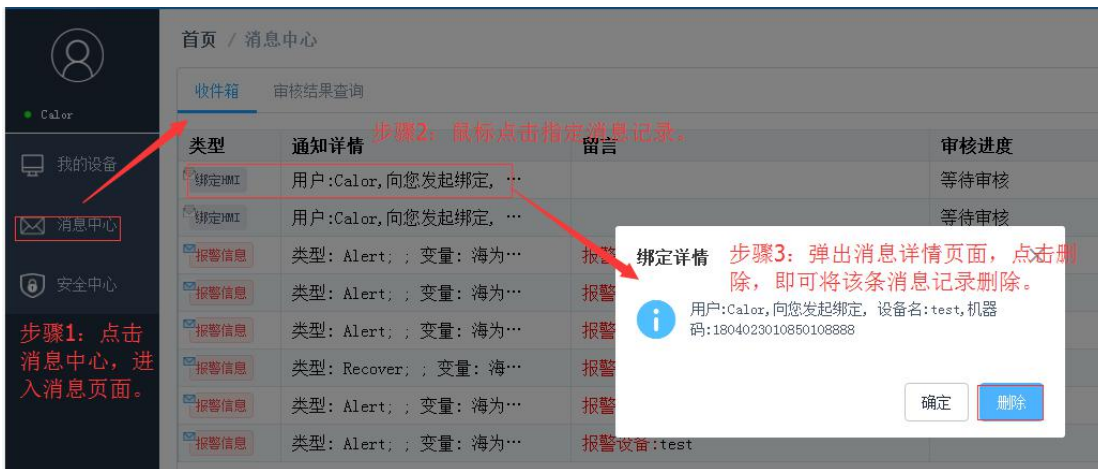 首页 / 消息中心
收件箱 审核结果查询
Calor
步骤2：鼠标点击指定消息记录。
类型 通知详情 留言 审核进度
我的设备
绑定HMI 用户:Calor,向您发起绑定, … 等待审核
消息中心
绑定HMI 用户:Calor,向您发起绑定, … 等待审核
报警信息 类型: Alert; ; 变量: 海为… 报警
安全中心
报警信息 类型: Alert; ; 变量: 海为… 报警
报警信息 类型: Alert; ; 变量: 海为… 报警
报警信息 类型: Recover; ; 变量: 海… 报警
报警信息 类型: Alert; ; 变量: 海为… 报警
报警信息 类型: Alert; ; 变量: 海为… 报警设备:test
步骤1：点击
消息中心，进
入消息页面。
绑定详情
步骤3：弹出消息详情页面，点击删
除，即可将该条消息记录删除。
用户:Calor,向您发起绑定, 设备名:test,机器
码:1804023010850108888
确定 删除